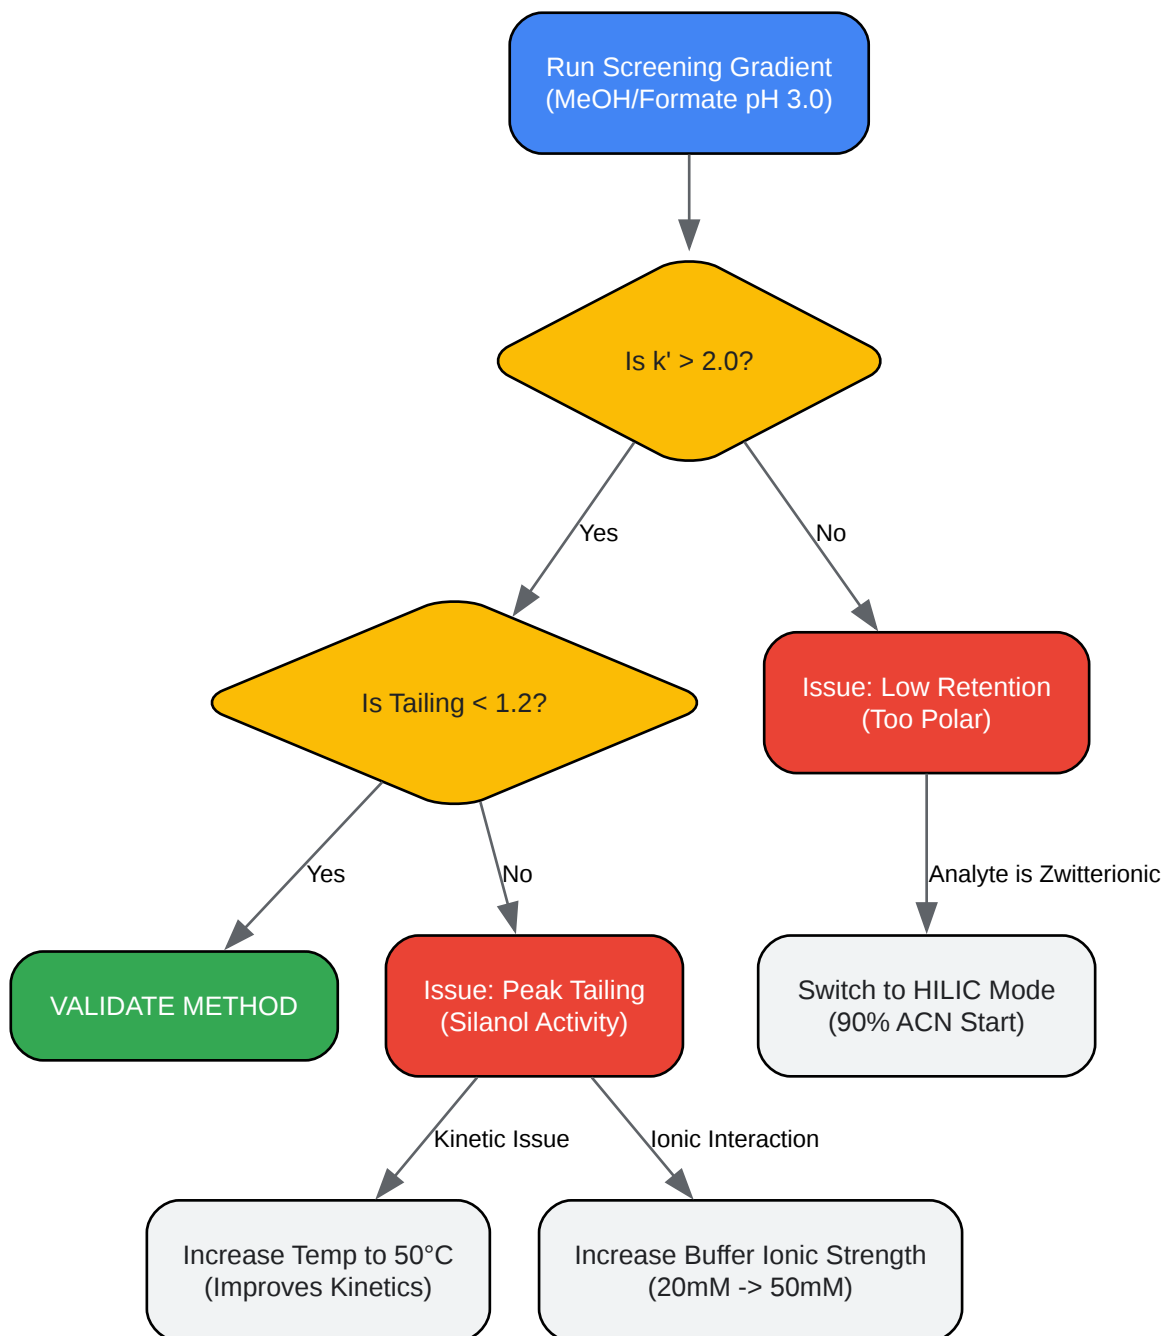 Run Screening Gradient
(MeOH/Formate pH 3.0)
Is k' > 2.0?
Yes
No
Is Tailing < 1.2?
Issue: Low Retention
(Too Polar)
Yes
No
Analyte is Zwitterionic
VALIDATE METHOD
Issue: Peak Tailing
(Silanol Activity)
Switch to HILIC Mode
(90% ACN Start)
Kinetic Issue
Ionic Interaction
Increase Temp to 50°C
(Improves Kinetics)
Increase Buffer Ionic Strength
(20mM -> 50mM)